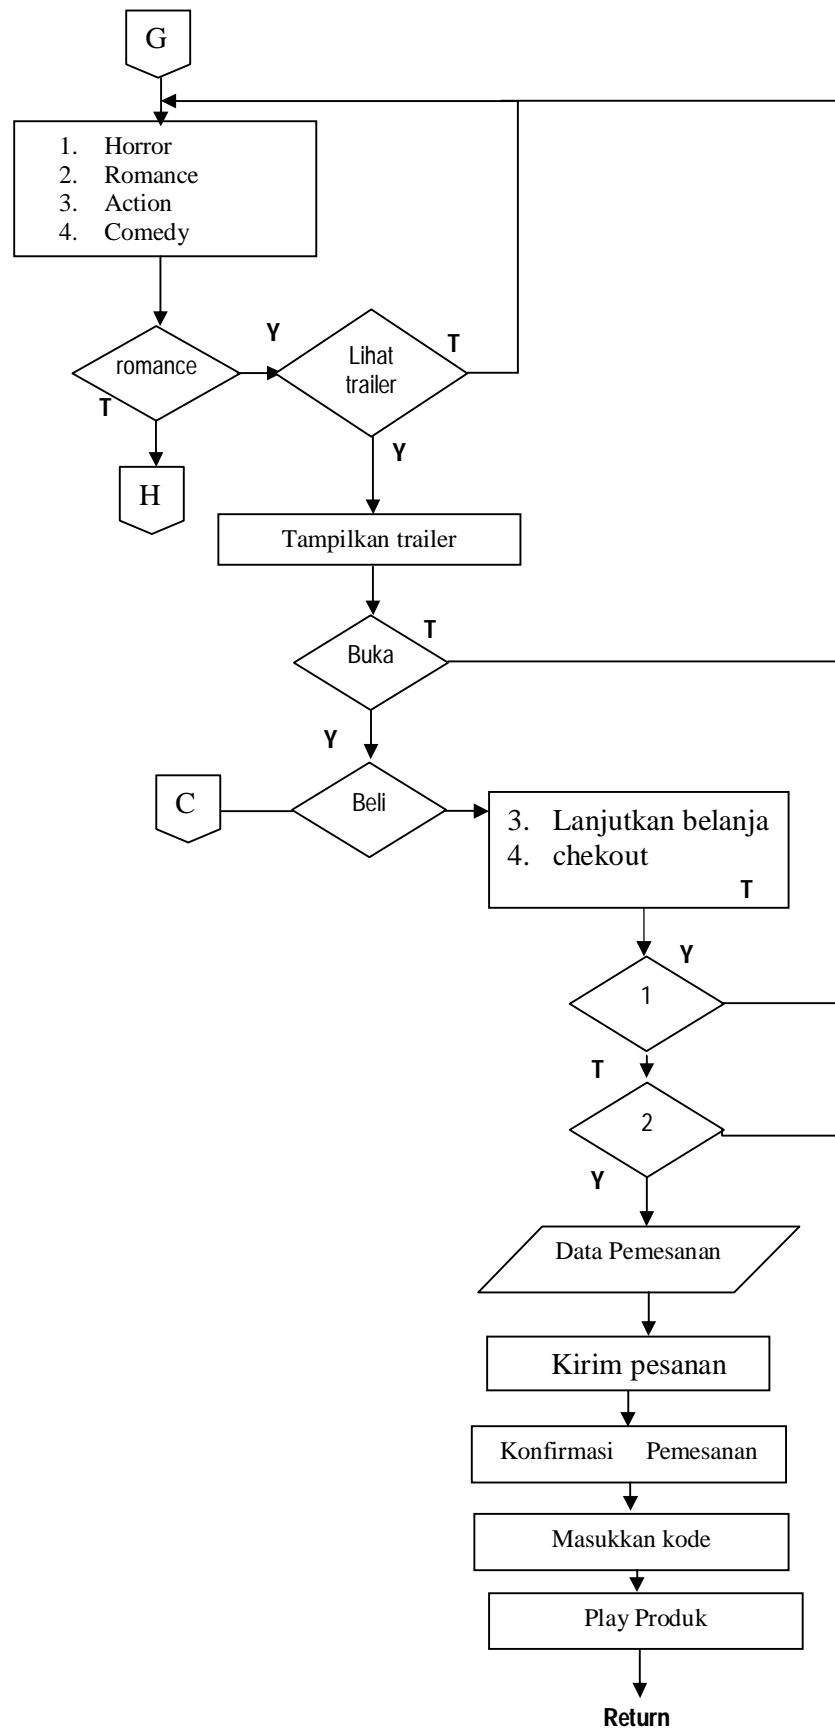 G
1. Horror
2. Romance
3. Action
4. Comedy
Y
Lihat
trailer
T
romance
T
Y
H
Tampilkan trailer
T
Buka
Y
C
Beli
3. Lanjutkan belanja
4. chekout
T
Y
1
T
2
Y
Data Pemesanan
Kirim pesanan
Konfirmasi Pemesanan
Masukkan kode
Play Produk
Return